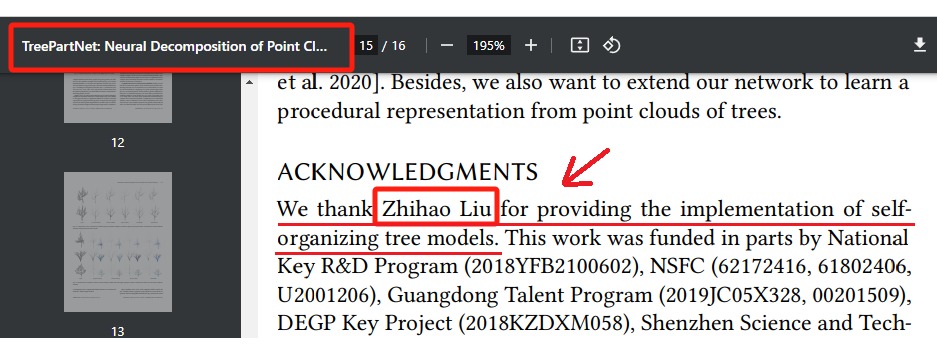 TreePartNet: Neural Decomposition of Point Cl... 15 / 16 195%
et al. 2020]. Besides, we also want to extend our network to learn a
procedural representation from point clouds of trees.
12
ACKNOWLEDGMENTS
We thank Zhihao Liu for providing the implementation of self-
organizing tree models. This work was funded in parts by National
Key R&D Program (2018YFB2100602), NSFC (62172416, 61802406,
U2001206), Guangdong Talent Program (2019JC05X328, 00201509),
DEGP Key Project (2018KZDXM058), Shenzhen Science and Tech-
13